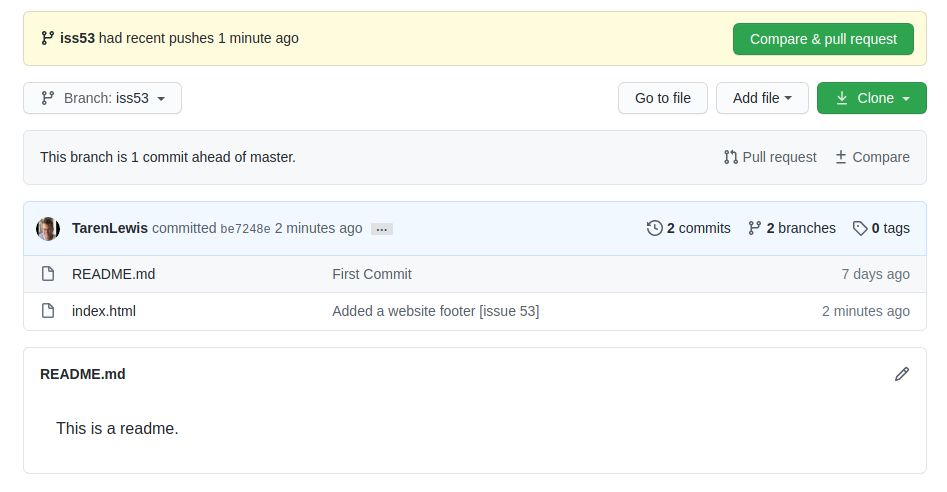 iss53 had recent pushes 1 minute ago Compare & pull request
Branch: iss53 Go to file Add file Clone
This branch is 1 commit ahead of master. Pull request Compare
TarenLewis committed be7248e 2 minutes ago ... 2 commits 2 branches 0 tags
README.md First Commit 7 days ago
index.html Added a website footer [issue 53] 2 minutes ago
README.md
This is a readme.